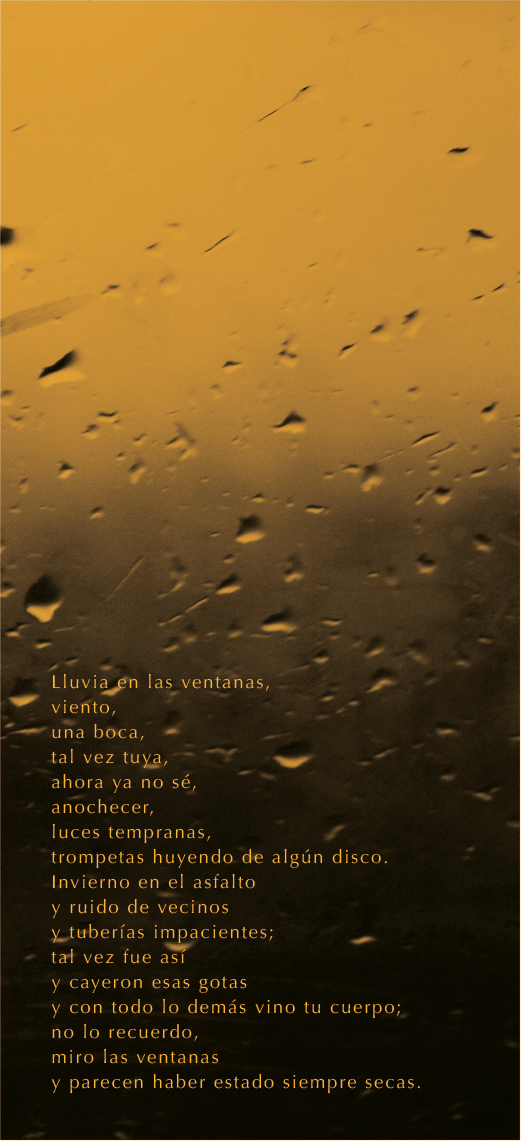 Lluvia en las ventanas,
viento,
una boca,
tal vez tuya,
ahora ya no sé,
anochecer,
luces tempranas,
trompetas huyendo de algún disco.
Invierno en el asfalto
y ruido de vecinos
y tuberías impacientes;
tal vez fue así
y cayeron esas gotas
y con todo lo demás vino tu cuerpo;
no lo recuerdo,
miro las ventanas
y parecen haber estado siempre secas.